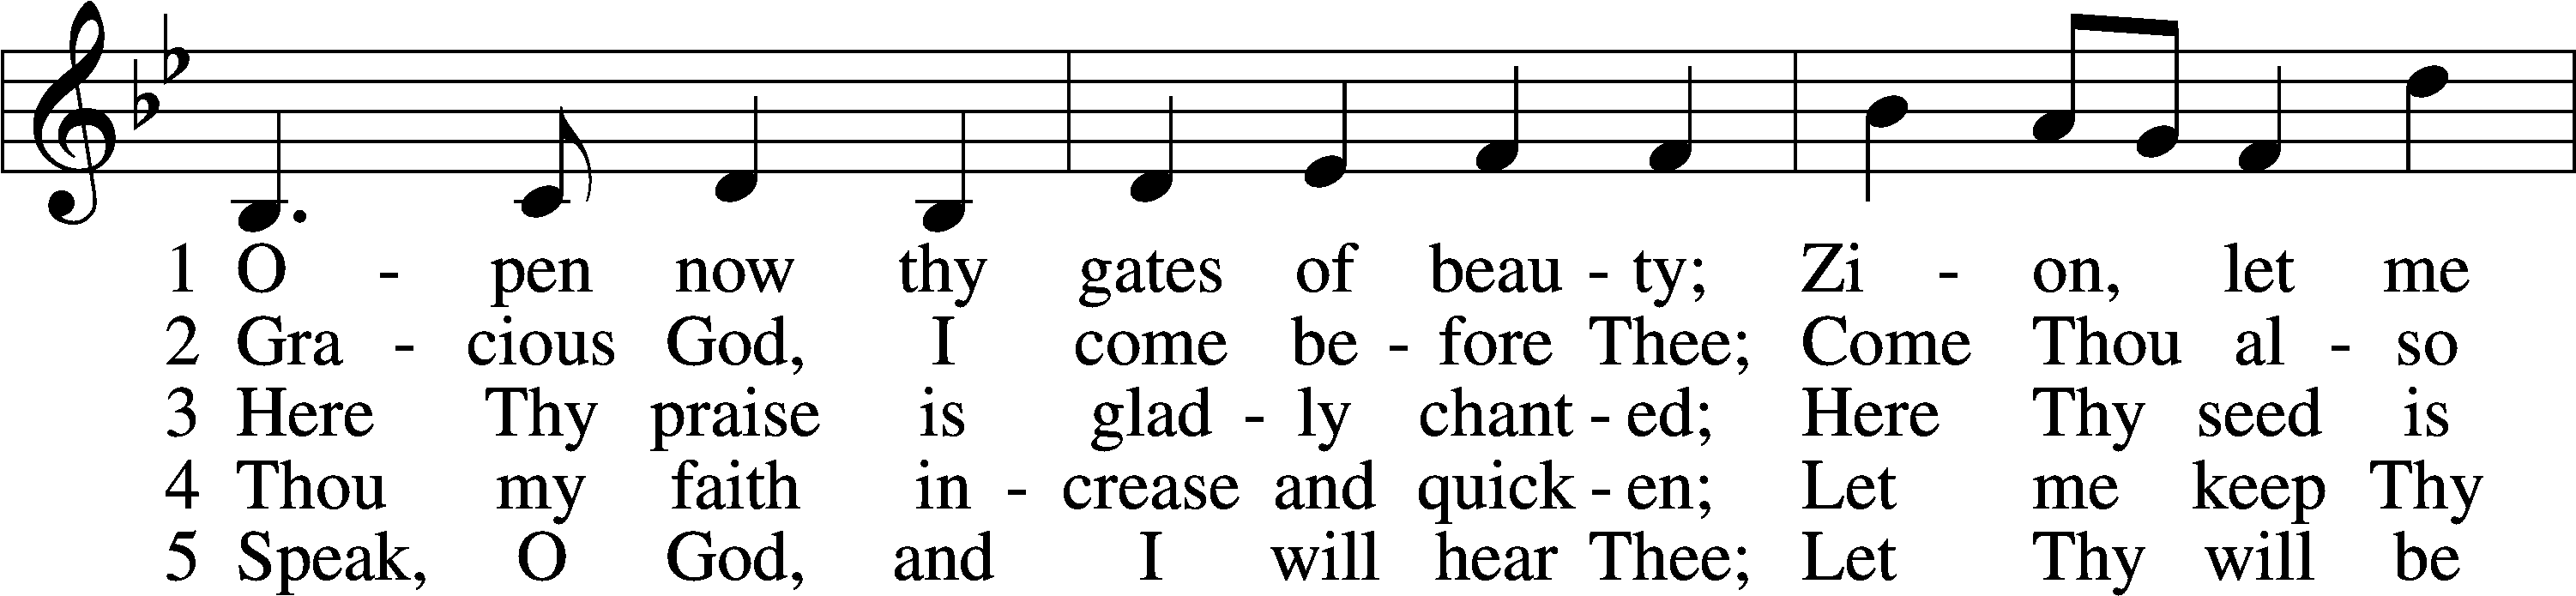 1 O - pen now thy gates of beau - ty; Zi - on, let me
2 Gra - cious God, I come be - fore Thee; Come Thou al - so
3 Here Thy praise is glad - ly chant - ed; Here Thy seed is
4 Thou my faith in - crease and quick - en; Let me keep Thy
5 Speak, O God, and I will hear Thee; Let Thy will be